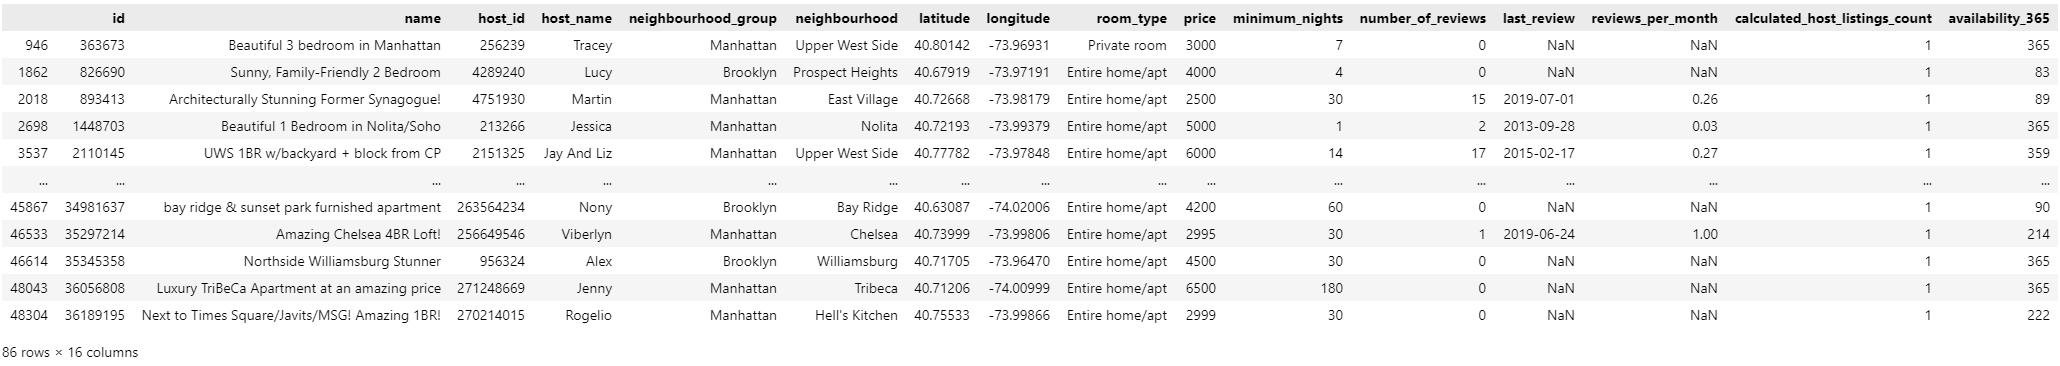 id name host_id host_name neighbourhood_group neighbourhood latitude longitude room_type price minimum_nights number_of_reviews last_review reviews_per_month calculated_host_listings_count availability_365
946 363673 Beautiful 3 bedroom in Manhattan 256239 Tracey Manhattan Upper West Side 40.80142 -73.96931 Private room 3000 7 0 NaN NaN 1 365
1862 826690 Sunny, Family-Friendly 2 Bedroom 4289240 Lucy Brooklyn Prospect Heights 40.67919 -73.97191 Entire home/apt 4000 4 0 NaN NaN 1 83
2018 893413 Architecturally Stunning Former Synagogue! 4751930 Martin Manhattan East Village 40.72668 -73.98179 Entire home/apt 2500 30 15 2019-07-01 0.26 1 89
2698 1448703 Beautiful 1 Bedroom in Nolita/Soho 213266 Jessica Manhattan Nolita 40.72193 -73.99379 Entire home/apt 5000 1 2 2013-09-28 0.03 1 365
3537 2110145 UWS 1BR w/backyard + block from CP 2151325 Jay And Liz Manhattan Upper West Side 40.77782 -73.97848 Entire home/apt 6000 14 17 2015-02-17 0.27 1 359
... ... ... ... ... ... ... ... ... ... ... ... ... ... ... ... ...
45867 34981637 bay ridge & sunset park furnished apartment 263564234 Nony Brooklyn Bay Ridge 40.63087 -74.02006 Entire home/apt 4200 60 0 NaN NaN 1 90
46533 35297214 Amazing Chelsea 4BR Loft! 256649546 Viberlyn Manhattan Chelsea 40.73999 -73.99806 Entire home/apt 2995 30 1 2019-06-24 1.00 1 214
46614 35345358 Northside Williamsburg Stunner 956324 Alex Brooklyn Williamsburg 40.71705 -73.96470 Entire home/apt 4500 30 0 NaN NaN 1 365
48043 36056808 Luxury TriBeCa Apartment at an amazing price 271248669 Jenny Manhattan Tribeca 40.71206 -74.00999 Entire home/apt 6500 180 0 NaN NaN 1 365
48304 36189195 Next to Times Square/Javits/MSG! Amazing 1BR! 270214015 Rogelio Manhattan Hell's Kitchen 40.75533 -73.99866 Entire home/apt 2999 30 0 NaN NaN 1 222
86 rows × 16 columns